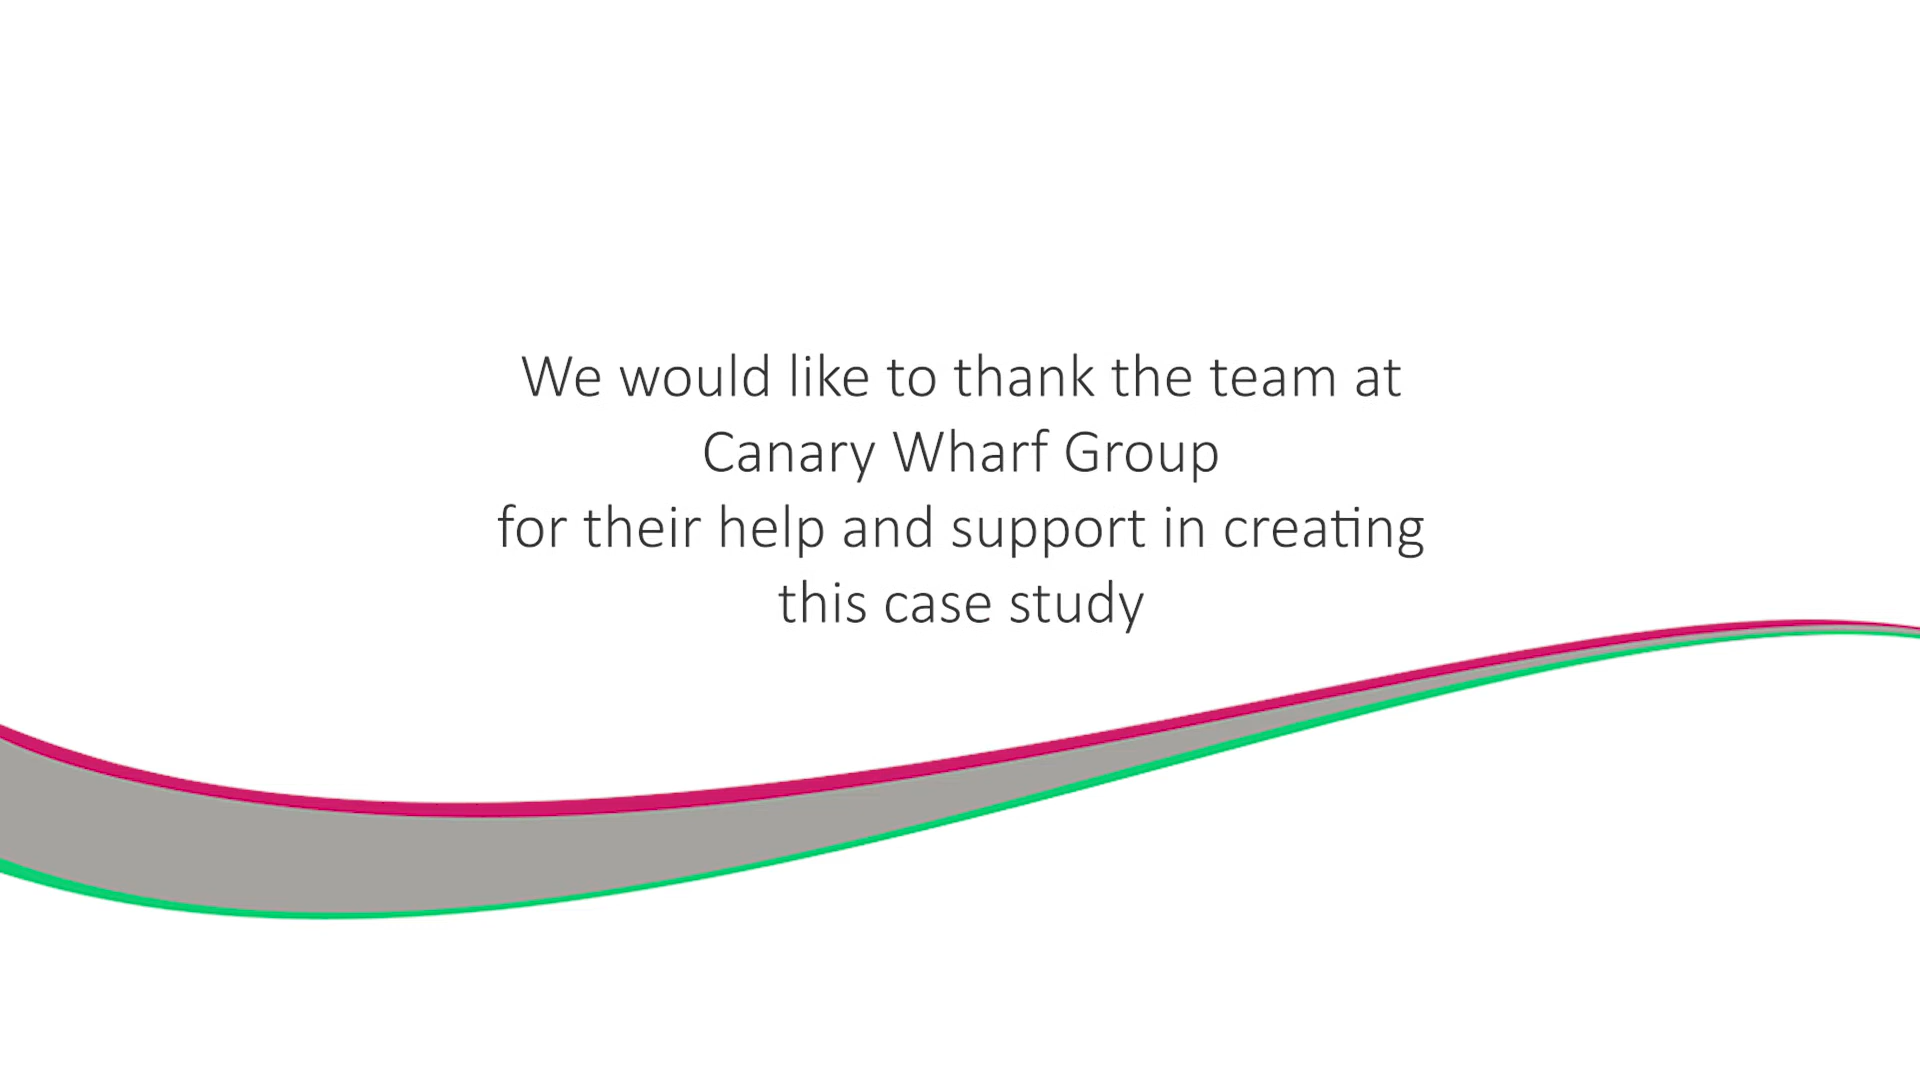 We would like to thank the team at
Canary Wharf Group
for their help and support in creating
this case study